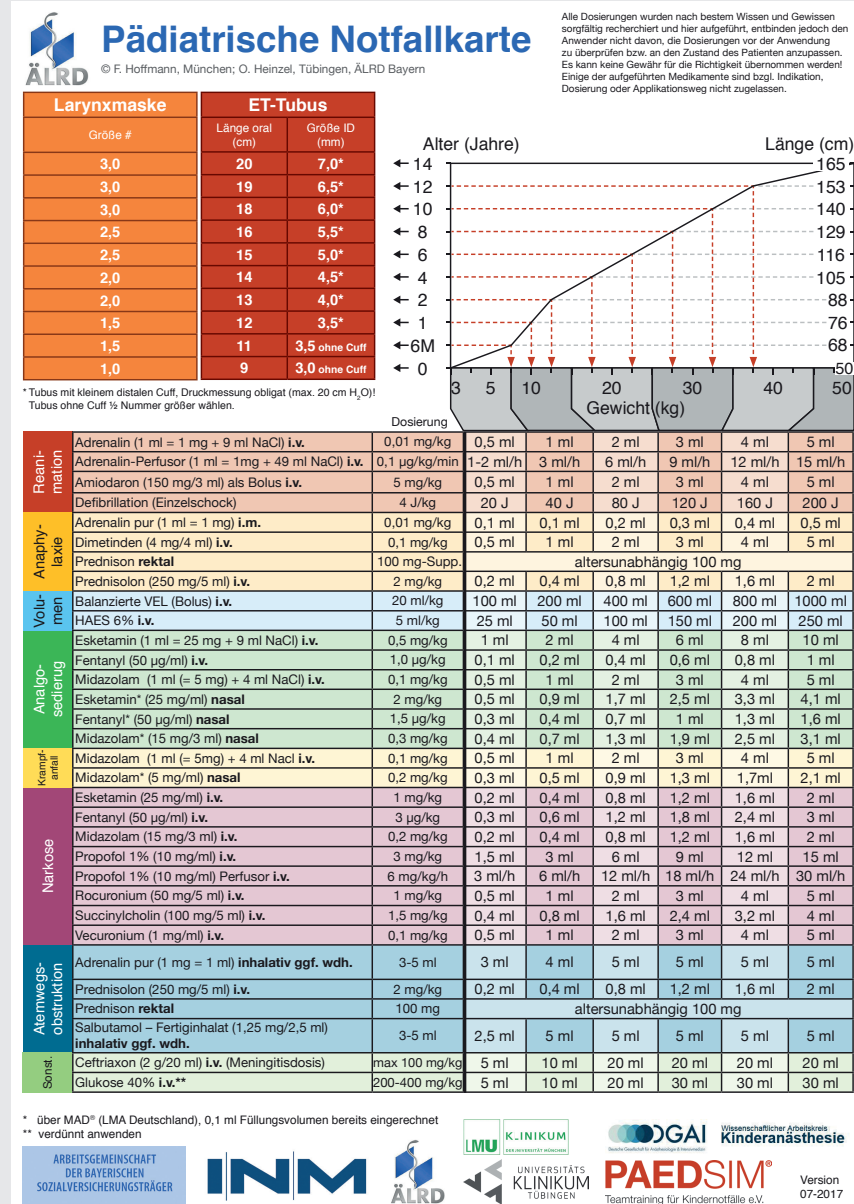 Pädiatrische Notfallkarte
© F. Hoffmann, München; O. Heinzel, Tübingen, ÄLRD Bayern
ÄLRD
Alle Dosierungen wurden nach bestem Wissen und Gewissen
sorgfältig recherchiert und hier aufgeführt, entbinden jedoch den
Anwender nicht davon, die Dosierungen vor der Anwendung
zu überprüfen bzw. an den Zustand des Patienten anzupassen.
Es kann keine Gewähr für die Richtigkeit übernommen werden!
Einige der aufgeführten Medikamente sind bzgl. Indikation,
Dosierung oder Applikationsweg nicht zugelassen.
Larynxmaske ET-Tubus
Größe # Länge oral (cm) Größe ID (mm)
3,0 20 7,0*
3,0 19 6,5*
3,0 18 6,0*
2,5 16 5,5*
2,5 15 5,0*
2,0 14 4,5*
2,0 13 4,0*
1,5 12 3,5*
1,5 11 3,5 ohne Cuff
1,0 9 3,0 ohne Cuff
* Tubus mit kleinem distalen Cuff, Druckmessung obligat (max. 20 cm H2O)!
Tubus ohne Cuff ½ Nummer größer wählen.
Alter (Jahre) Länge (cm)
14 165
12 153
10 140
8 129
6 116
4 105
2 88
1 76
6M 68
0 50
3 5 10 20 30 40 50
Gewicht (kg)
Dosierung
Reani-
mation
Adrenalin (1 ml = 1 mg + 9 ml NaCl) i.v. 0,01 mg/kg 0,5 ml 1 ml 2 ml 3 ml 4 ml 5 ml
Adrenalin-Perfusor (1 ml = 1mg + 49 ml NaCl) i.v. 0,1 µg/kg/min 1-2 ml/h 3 ml/h 6 ml/h 9 ml/h 12 ml/h 15 ml/h
Amiodaron (150 mg/3 ml) als Bolus i.v. 5 mg/kg 0,5 ml 1 ml 2 ml 3 ml 4 ml 5 ml
Defibrillation (Einzelschock) 4 J/kg 20 J 40 J 80 J 120 J 160 J 200 J
Anaphy-
laxie
Adrenalin pur (1 ml = 1 mg) i.m. 0,01 mg/kg 0,1 ml 0,1 ml 0,2 ml 0,3 ml 0,4 ml 0,5 ml
Dimetinden (4 mg/4 ml) i.v. 0,1 mg/kg 0,5 ml 1 ml 2 ml 3 ml 4 ml 5 ml
Prednison rektal 100 mg-Supp. altersunabhängig 100 mg
Prednisolon (250 mg/5 ml) i.v. 2 mg/kg 0,2 ml 0,4 ml 0,8 ml 1,2 ml 1,6 ml 2 ml
Volu-
men
Balanzierte VEL (Bolus) i.v. 20 ml/kg 100 ml 200 ml 400 ml 600 ml 800 ml 1000 ml
HAES 6% i.v. 5 ml/kg 25 ml 50 ml 100 ml 150 ml 200 ml 250 ml
Analgo-
sedierug
Esketamin (1 ml = 25 mg + 9 ml NaCl) i.v. 0,5 mg/kg 1 ml 2 ml 4 ml 6 ml 8 ml 10 ml
Fentanyl (50 µg/ml) i.v. 1,0 µg/kg 0,1 ml 0,2 ml 0,4 ml 0,6 ml 0,8 ml 1 ml
Midazolam (1 ml (= 5 mg) + 4 ml NaCl) i.v. 0,1 mg/kg 0,5 ml 1 ml 2 ml 3 ml 4 ml 5 ml
Esketamin* (25 mg/ml) nasal 2 mg/kg 0,5 ml 0,9 ml 1,7 ml 2,5 ml 3,3 ml 4,1 ml
Fentanyl* (50 µg/ml) nasal 1,5 µg/kg 0,3 ml 0,4 ml 0,7 ml 1 ml 1,3 ml 1,6 ml
Midazolam* (15 mg/3 ml) nasal 0,3 mg/kg 0,4 ml 0,7 ml 1,3 ml 1,9 ml 2,5 ml 3,1 ml
Krampf-
anfall
Midazolam (1 ml (= 5mg) + 4 ml Nacl i.v. 0,1 mg/kg 0,5 ml 1 ml 2 ml 3 ml 4 ml 5 ml
Midazolam* (5 mg/ml) nasal 0,2 mg/kg 0,3 ml 0,5 ml 0,9 ml 1,3 ml 1,7ml 2,1 ml
Narkose
Esketamin (25 mg/ml) i.v. 1 mg/kg 0,2 ml 0,4 ml 0,8 ml 1,2 ml 1,6 ml 2 ml
Fentanyl (50 µg/ml) i.v. 3 µg/kg 0,3 ml 0,6 ml 1,2 ml 1,8 ml 2,4 ml 3 ml
Midazolam (15 mg/3 ml) i.v. 0,2 mg/kg 0,2 ml 0,4 ml 0,8 ml 1,2 ml 1,6 ml 2 ml
Propofol 1% (10 mg/ml) i.v. 3 mg/kg 1,5 ml 3 ml 6 ml 9 ml 12 ml 15 ml
Propofol 1% (10 mg/ml) Perfusor i.v. 6 mg/kg/h 3 ml/h 6 ml/h 12 ml/h 18 ml/h 24 ml/h 30 ml/h
Rocuronium (50 mg/5 ml) i.v. 1 mg/kg 0,5 ml 1 ml 2 ml 3 ml 4 ml 5 ml
Succinylcholin (100 mg/5 ml) i.v. 1,5 mg/kg 0,4 ml 0,8 ml 1,6 ml 2,4 ml 3,2 ml 4 ml
Vecuronium (1 mg/ml) i.v. 0,1 mg/kg 0,5 ml 1 ml 2 ml 3 ml 4 ml 5 ml
Atemwegs-
obstruktion
Adrenalin pur (1 mg = 1 ml) inhalativ ggf. wdh. 3-5 ml 3 ml 4 ml 5 ml 5 ml 5 ml 5 ml
Prednisolon (250 mg/5 ml) i.v. 2 mg/kg 0,2 ml 0,4 ml 0,8 ml 1,2 ml 1,6 ml 2 ml
Prednison rektal 100 mg altersunabhängig 100 mg
Salbutamol – Fertiginhalat (1,25 mg/2,5 ml)
inhalativ ggf. wdh. 3-5 ml 2,5 ml 5 ml 5 ml 5 ml 5 ml 5 ml
Sonst.
Ceftriaxon (2 g/20 ml) i.v. (Meningitisdosis) max 100 mg/kg 5 ml 10 ml 20 ml 20 ml 20 ml 20 ml
Glukose 40% i.v.** 200-400 mg/kg 5 ml 10 ml 20 ml 30 ml 30 ml 30 ml
* über MAD® (LMA Deutschland), 0,1 ml Füllungsvolumen bereits eingerechnet
** verdünnt anwenden
ARBEITSGEMEINSCHAFT
DER BAYERISCHEN
SOZIALVERSICHERUNGSTRÄGER
INM
ÄLRD
LMU KLINIKUM
DER UNIVERSITÄT MÜNCHEN
UNIVERSITÄTS
KLINIKUM
TÜBINGEN
DGAI
Deutsche Gesellschaft für Anästhesiologie & Intensivmedizin
Wissenschaftlicher Arbeitskreis
Kinderanästhesie
PAEDSIM®
Teamtraining für Kindernotfälle e.V.
Version
07-2017